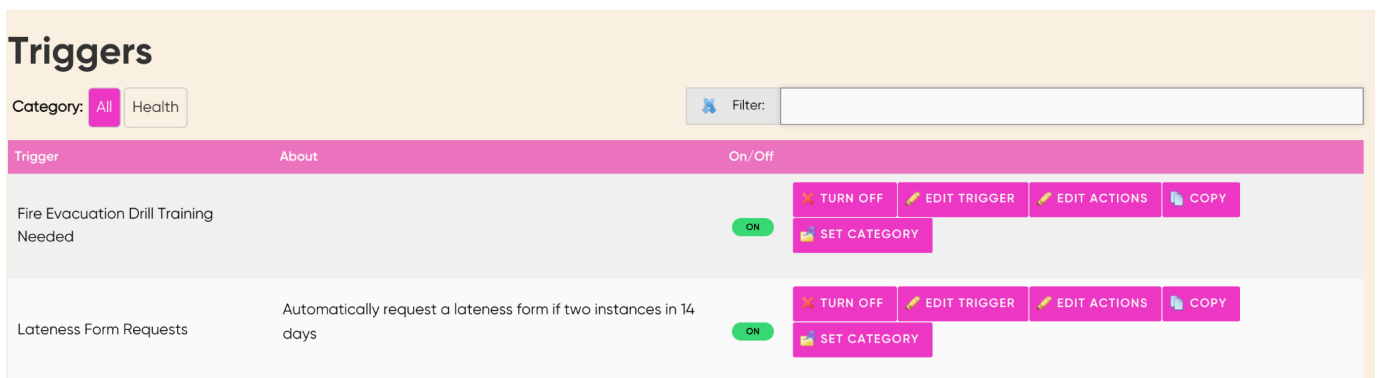 Triggers
Category: All Health
Filter:
Trigger About On/Off
Fire Evacuation Drill Training
Needed
ON
TURN OFF EDIT TRIGGER EDIT ACTIONS COPY
SET CATEGORY
Lateness Form Requests
Automatically request a lateness form if two instances in 14
days
ON
TURN OFF EDIT TRIGGER EDIT ACTIONS COPY
SET CATEGORY